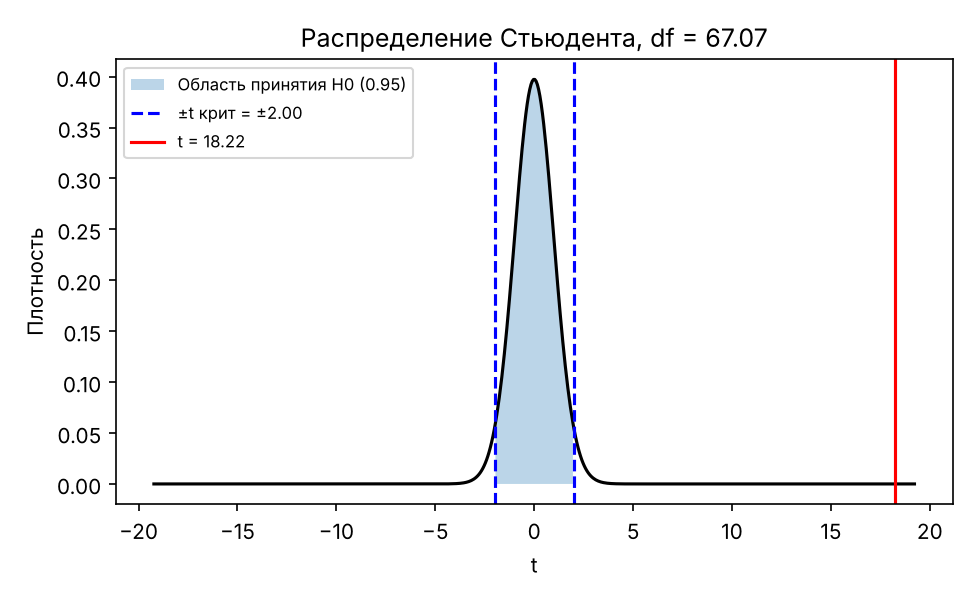 Распределение Стьюдента, df = 67.07
Область принятия H0 (0.95)
±t крит = ±2.00
t = 18.22
Плотность
0.40
0.35
0.30
0.25
0.20
0.15
0.10
0.05
0.00
−20 −15 −10 −5 0 5 10 15 20
t